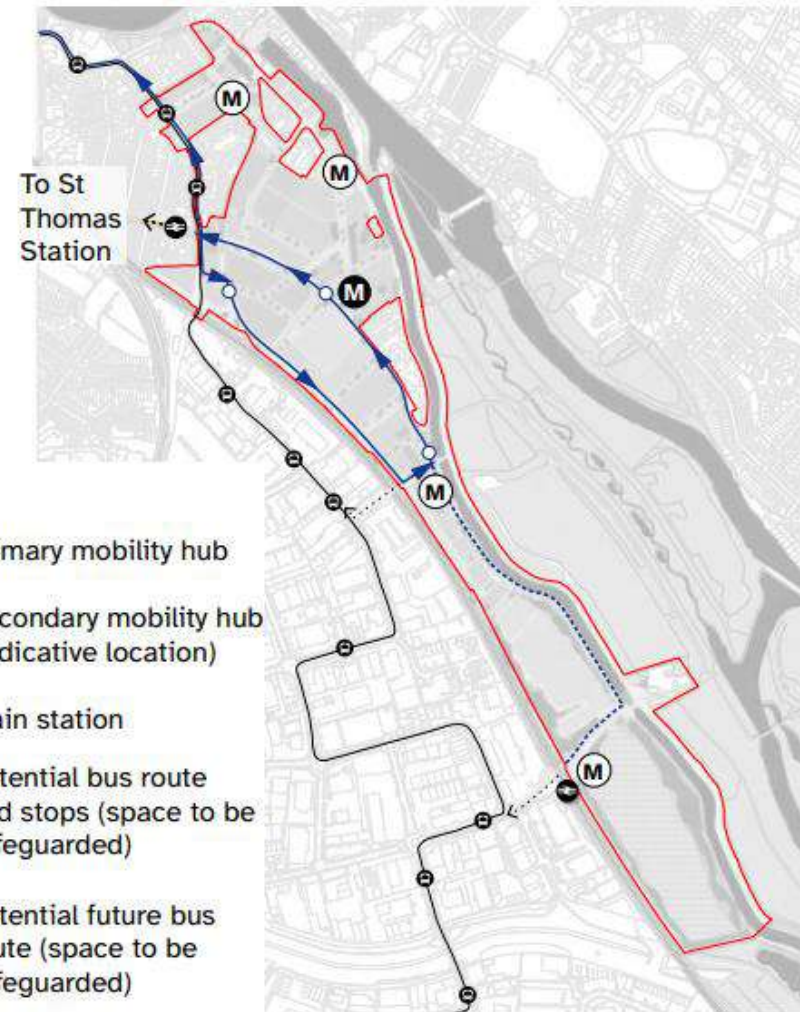 M
M
To St
Thomas
Station
M
M
mary mobility hub
condary mobility hub
dicative location)
in station
tential bus route
d stops (space to be
feguarded)
M
tential future bus
ute (space to be
feguarded)